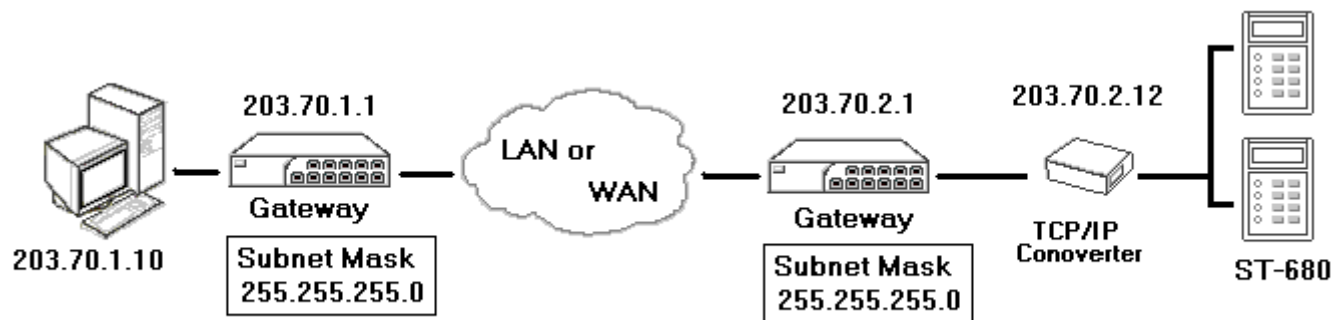 203.70.1.1
203.70.2.1
203.70.2.12
LAN or
WAN
Gateway
Gateway
TCP/IP
Conoverter
203.70.1.10
Subnet Mask
255.255.255.0
Subnet Mask
255.255.255.0
ST-680